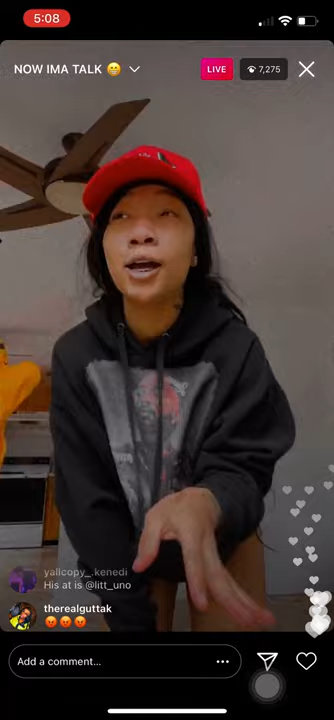 5:08
NOW IMA TALK 😁
LIVE
7,275
yallcopy_.kenedi
His at is @litt_uno
therealguttak
😡😡😡
Add a comment...